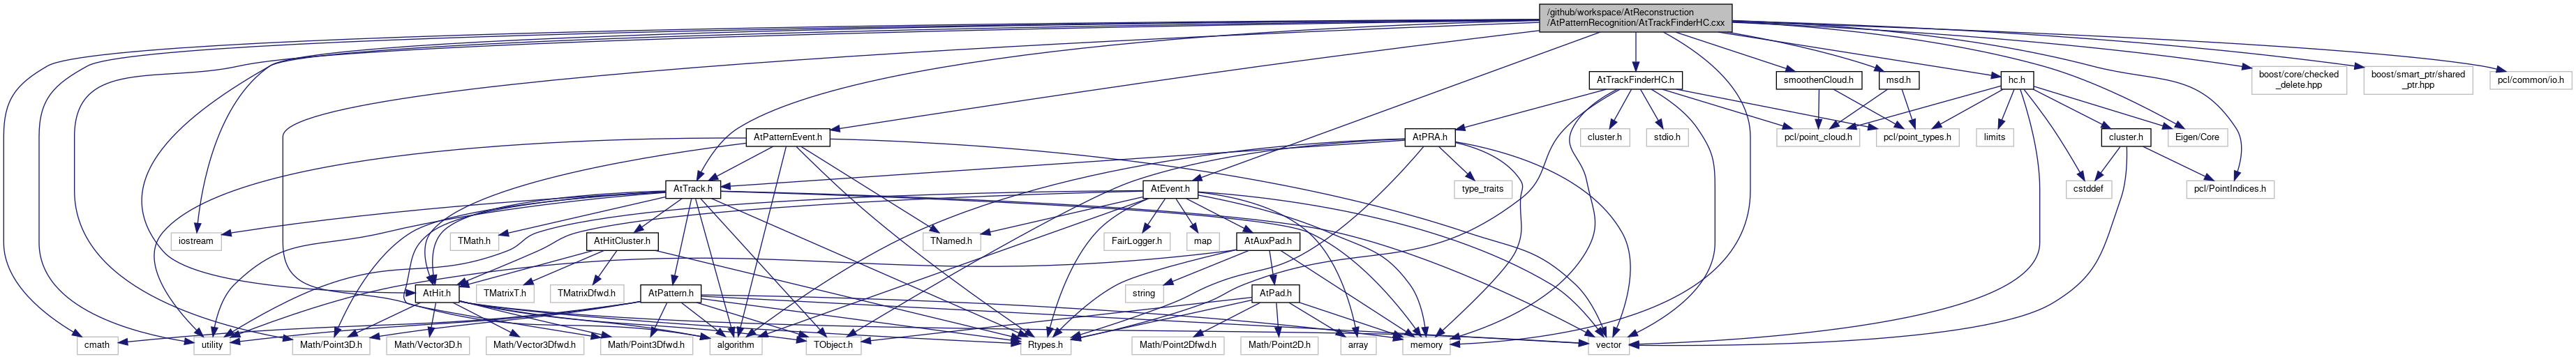 /github/workspace/AtReconstruction
/AtPatternRecognition/AtTrackFinderHC.cxx
AtTrackFinderHC.h
smoothenCloud.h
msd.h
hc.h
boost/core/checked
_delete.hpp
boost/smart_ptr/shared
_ptr.hpp
pcl/common/io.h
AtPatternEvent.h
AtPRA.h
cluster.h
stdio.h
pcl/point_cloud.h
pcl/point_types.h
limits
cluster.h
Eigen/Core
AtTrack.h
AtEvent.h
type_traits
cstddef
pcl/PointIndices.h
iostream
TMath.h
AtHitCluster.h
TNamed.h
FairLogger.h
map
AtAuxPad.h
AtHit.h
TMatrixT.h
TMatrixDfwd.h
AtPattern.h
string
AtPad.h
cmath
utility
Math/Point3D.h
Math/Vector3D.h
Math/Vector3Dfwd.h
Math/Point3Dfwd.h
algorithm
TObject.h
Rtypes.h
Math/Point2Dfwd.h
Math/Point2D.h
array
memory
vector